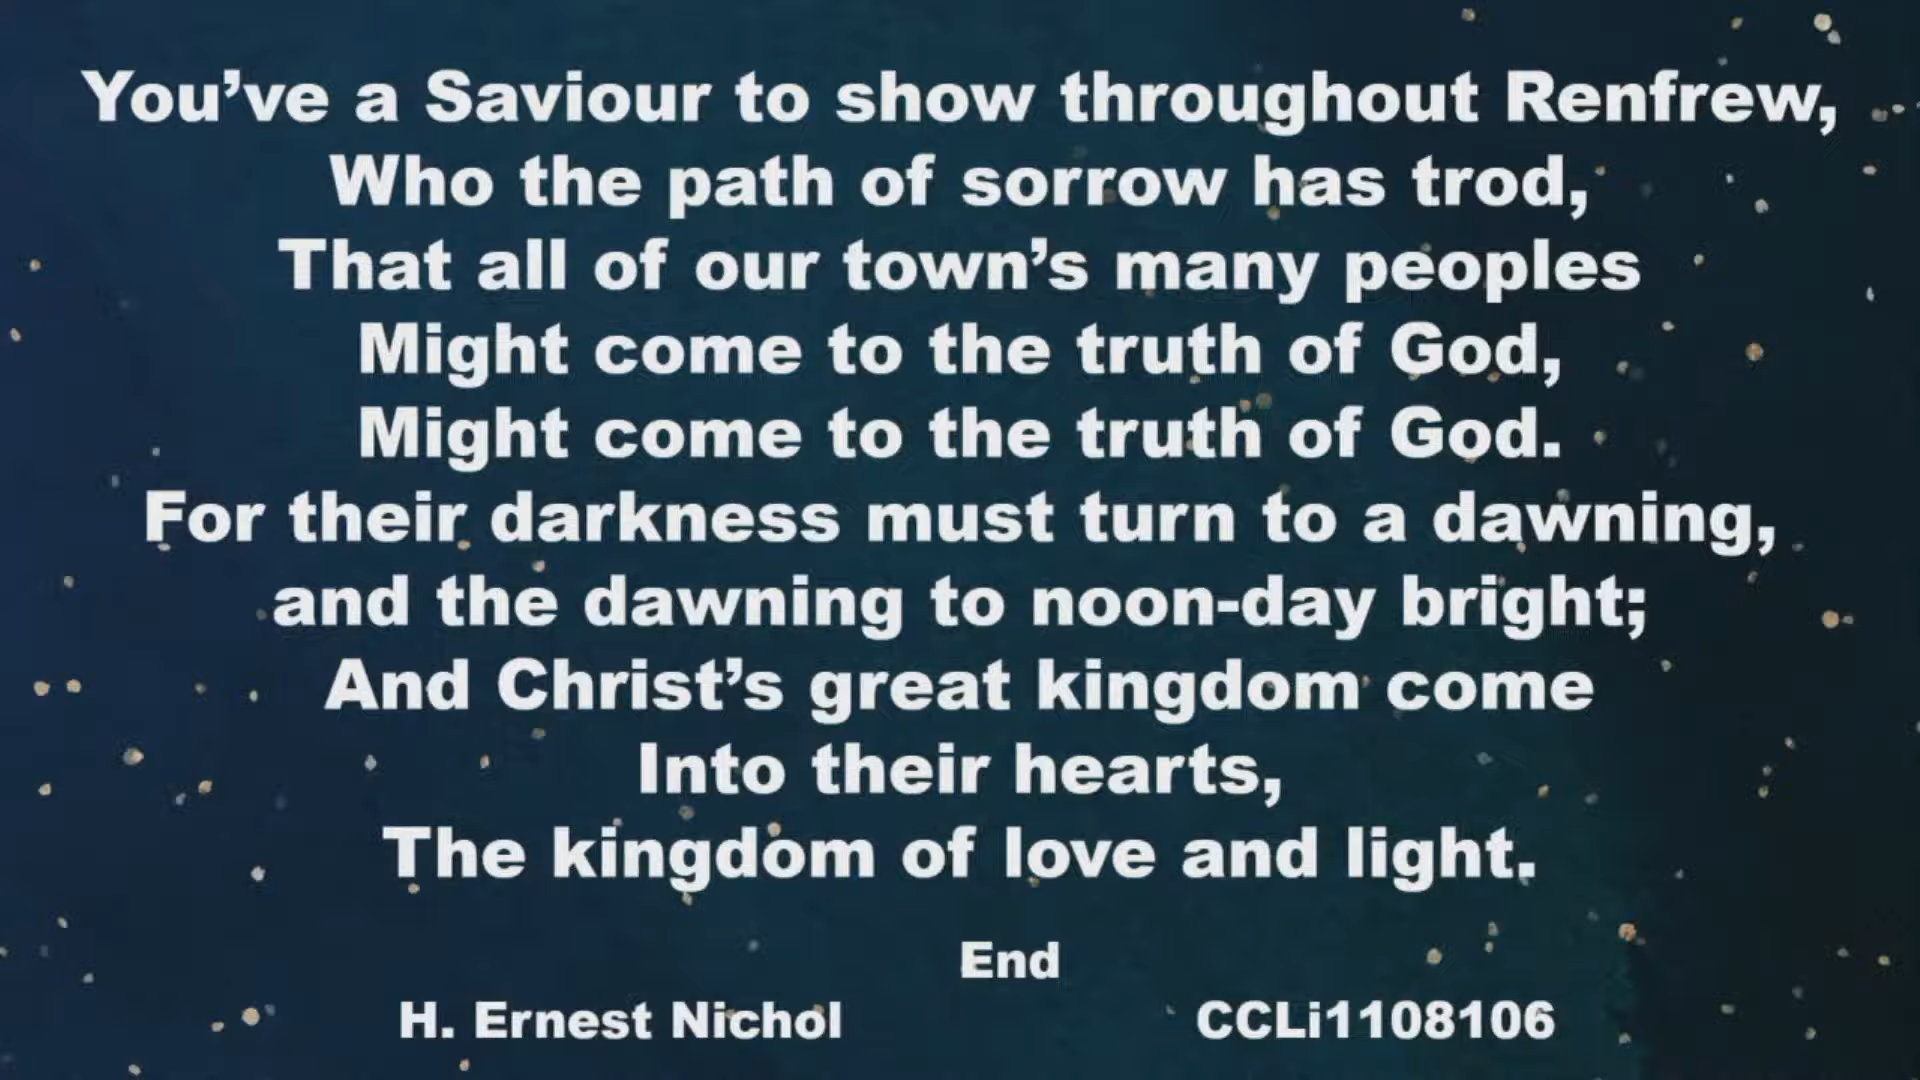 You’ve a Saviour to show throughout Renfrew,
Who the path of sorrow has trod,
That all of our town’s many peoples
Might come to the truth of God,
Might come to the truth of God.
For their darkness must turn to a dawning,
and the dawning to noon-day bright;
And Christ’s great kingdom come
Into their hearts,
The kingdom of love and light.
End
H. Ernest Nichol CCLi1108106